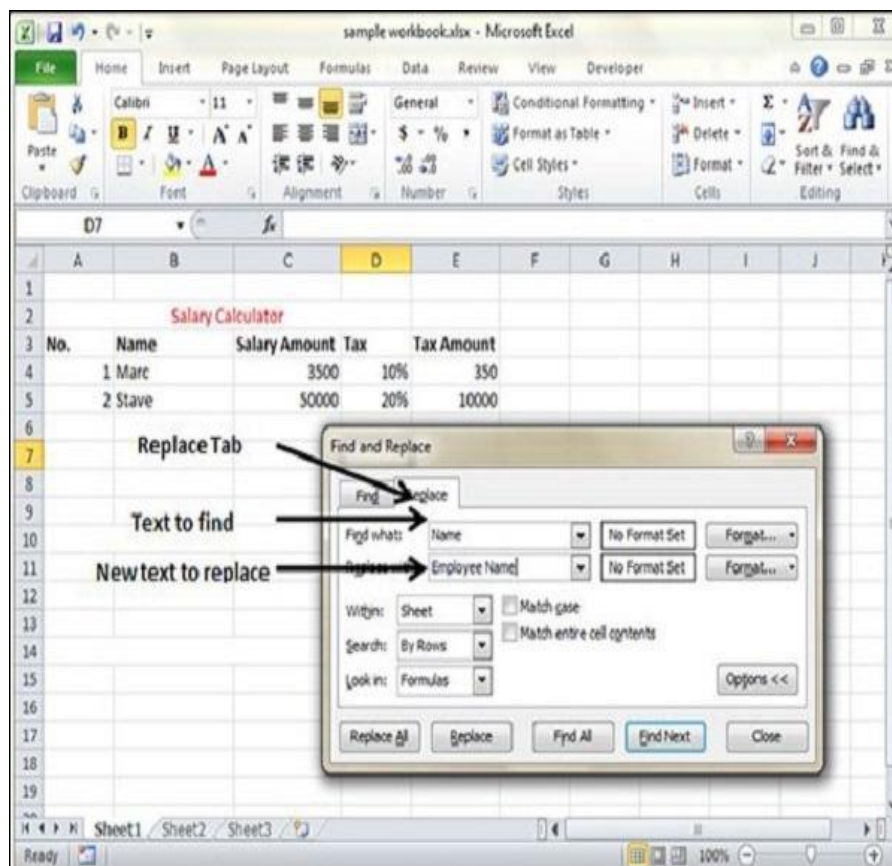 sample workbook.xlsx - Microsoft Excel
File Home Insert Page Layout Formulas Data Review View Developer
Calibri 11 General Conditional Formatting Insert Σ
Paste B I U A A $ % , Format as Table Delete Sort & Filter Find & Select
A Cell Styles Format
Clipboard Font Alignment Number Styles Cells Editing
D7 fx
A B C D E F G H I J
1
2 Salary Calculator
3 No. Name Salary Amount Tax Tax Amount
4 1 Marc 3500 10% 350
5 2 Stave 50000 20% 10000
6
7 Replace Tab Find and Replace
8 Find
9 Text to find
10 Find what: Name No Format Set Format...
11 New text to replace Employee Name No Format Set Format...
12 Within: Sheet Match case
13 Match entire cell contents
14 Search: By Rows
15 Look in: Formulas Options <<
16
17 Replace All Replace Find All Find Next Close
18
19
Sheet1 Sheet2 Sheet3
Ready 100%